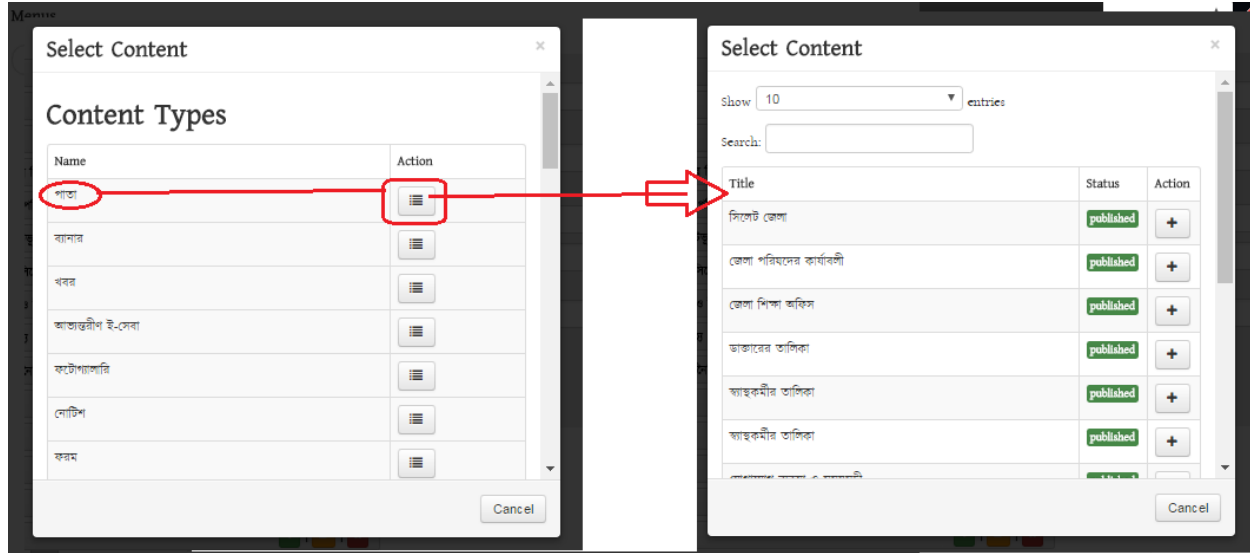 Menus
Select Content ×
Content Types
Name Action
পাতা
ব্যানার
খবর
আভ্যন্তরীণ ই-সেবা
ফটোগ্যালারি
নোটিশ
ফরম
Cancel
Select Content ×
Show 10 entries
Search:
Title Status Action
সিলেট জেলা published
জেলা পরিষদের কার্যাবলী published
জেলা শিক্ষা অফিস published
ডাক্তারের তালিকা published
স্বাস্থকর্মীর তালিকা published
স্বাস্থকর্মীর তালিকা published
Cancel